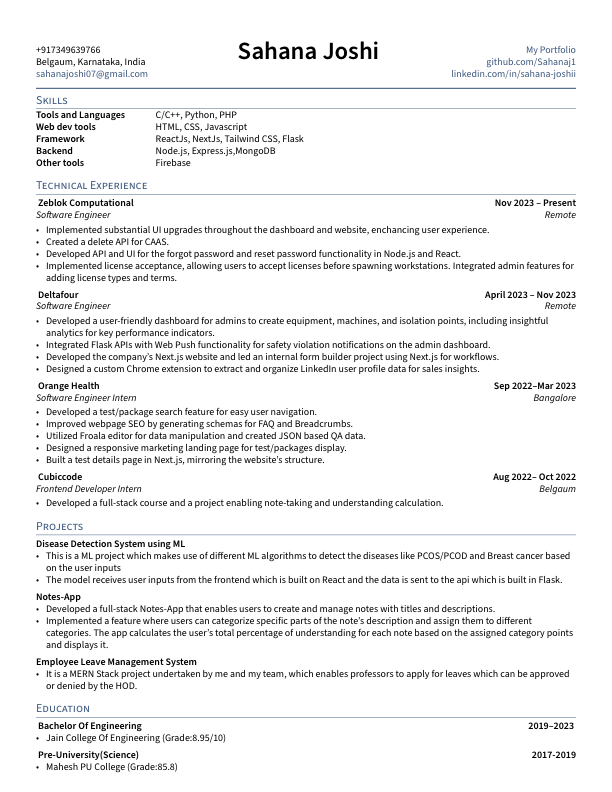 Sahana Joshi
+917349639766
Belgaum, Karnataka, India
sahanajoshi07@gmail.com
My Portfolio
github.com/Sahanaj1
linkedin.com/in/sahana-joshii
Skills
Tools and Languages C/C++, Python, PHP
Web dev tools HTML, CSS, Javascript
Framework ReactJs, NextJs, Tailwind CSS, Flask
Backend Node.js, Express.js,MongoDB
Other tools Firebase
Technical Experience
Zeblok Computational Nov 2023 – Present
Software Engineer Remote
• Implemented substantial UI upgrades throughout the dashboard and website, enchancing user experience.
• Created a delete API for CAAS.
• Developed API and UI for the forgot password and reset password functionality in Node.js and React.
• Implemented license acceptance, allowing users to accept licenses before spawning workstations. Integrated admin features for
adding license types and terms.
Deltafour April 2023 – Nov 2023
Software Engineer Remote
• Developed a user-friendly dashboard for admins to create equipment, machines, and isolation points, including insightful
analytics for key performance indicators.
• Integrated Flask APIs with Web Push functionality for safety violation notifications on the admin dashboard.
• Developed the company's Next.js website and led an internal form builder project using Next.js for workflows.
• Designed a custom Chrome extension to extract and organize LinkedIn user profile data for sales insights.
Orange Health Sep 2022–Mar 2023
Software Engineer Intern Bangalore
• Developed a test/package search feature for easy user navigation.
• Improved webpage SEO by generating schemas for FAQ and Breadcrumbs.
• Utilized Froala editor for data manipulation and created JSON based QA data.
• Designed a responsive marketing landing page for test/packages display.
• Built a test details page in Next.js, mirroring the website's structure.
Cubiccode Aug 2022– Oct 2022
Frontend Developer Intern Belgaum
• Developed a full-stack course and a project enabling note-taking and understanding calculation.
Projects
Disease Detection System using ML
• This is a ML project which makes use of different ML algorithms to detect the diseases like PCOS/PCOD and Breast cancer based
on the user inputs
• The model receives user inputs from the frontend which is built on React and the data is sent to the api which is built in Flask.
Notes-App
• Developed a full-stack Notes-App that enables users to create and manage notes with titles and descriptions.
• Implemented a feature where users can categorize specific parts of the note's description and assign them to different
categories. The app calculates the user's total percentage of understanding for each note based on the assigned category points
and displays it.
Employee Leave Management System
• It is a MERN Stack project undertaken by me and my team, which enables professors to apply for leaves which can be approved
or denied by the HOD.
Education
Bachelor Of Engineering 2019–2023
• Jain College Of Engineering (Grade:8.95/10)
Pre-University(Science) 2017-2019
• Mahesh PU College (Grade:85.8)